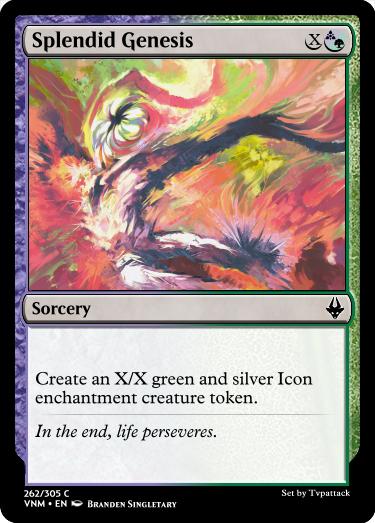 Splendid Genesis
X
Sorcery
Create an X/X green and silver Icon
enchantment creature token.
In the end, life perseveres.
262/305 C
VNM • EN Branden Singletary
Set by Tvpattack